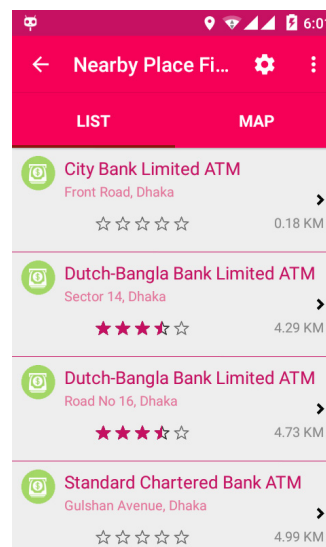 6:01
Nearby Place Fi...
LIST
MAP
City Bank Limited ATM
Front Road, Dhaka
0.18 KM
Dutch-Bangla Bank Limited ATM
Sector 14, Dhaka
4.29 KM
Dutch-Bangla Bank Limited ATM
Road No 16, Dhaka
4.73 KM
Standard Chartered Bank ATM
Gulshan Avenue, Dhaka
4.99 KM